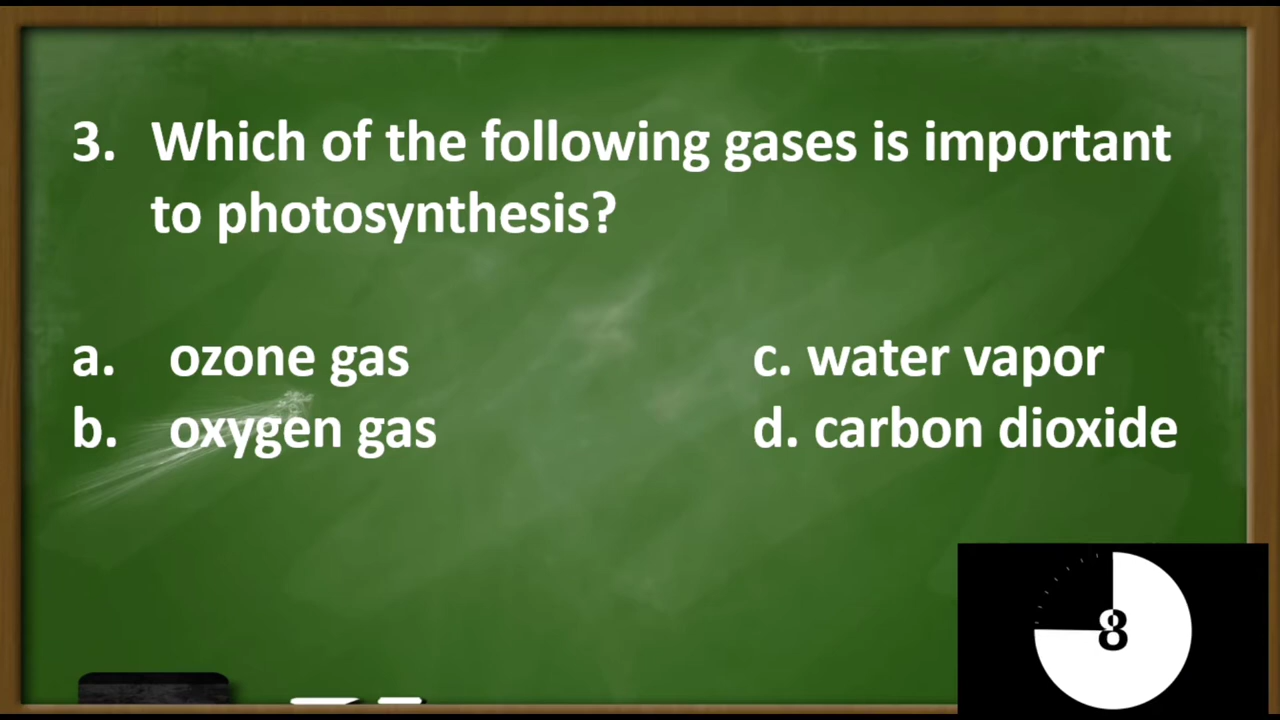 3. Which of the following gases is important
to photosynthesis?
a. ozone gas
c. water vapor
b. oxygen gas
d. carbon dioxide
8